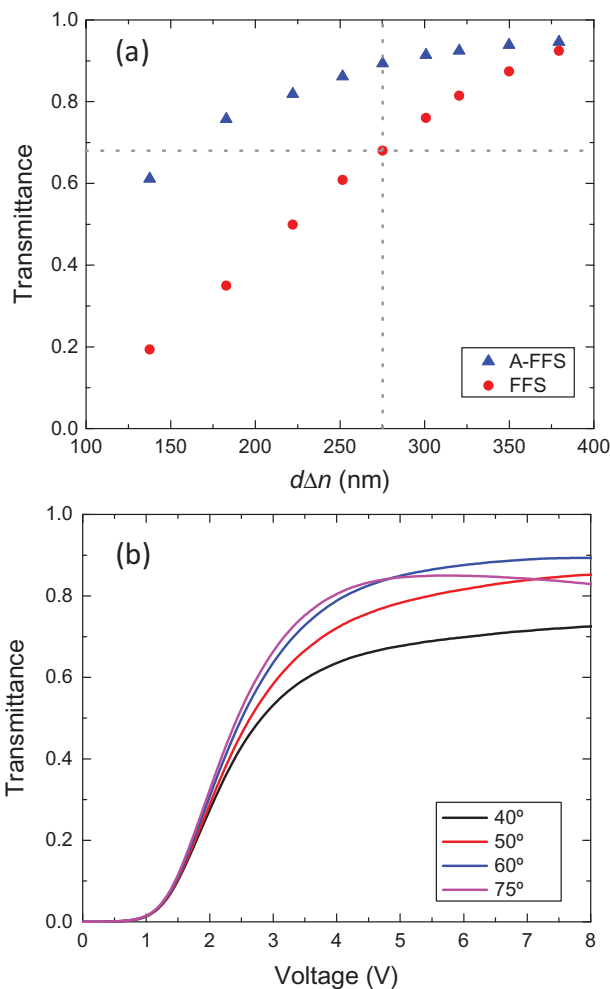 (a)
Transmittance
1.0
0.8
0.6
0.4
0.2
0.0
A-FFS
FFS
100 150 200 250 300 350 400
dΔn (nm)
(b)
Transmittance
1.0
0.8
0.6
0.4
0.2
0.0
40º
50º
60º
75º
0 1 2 3 4 5 6 7 8
Voltage (V)